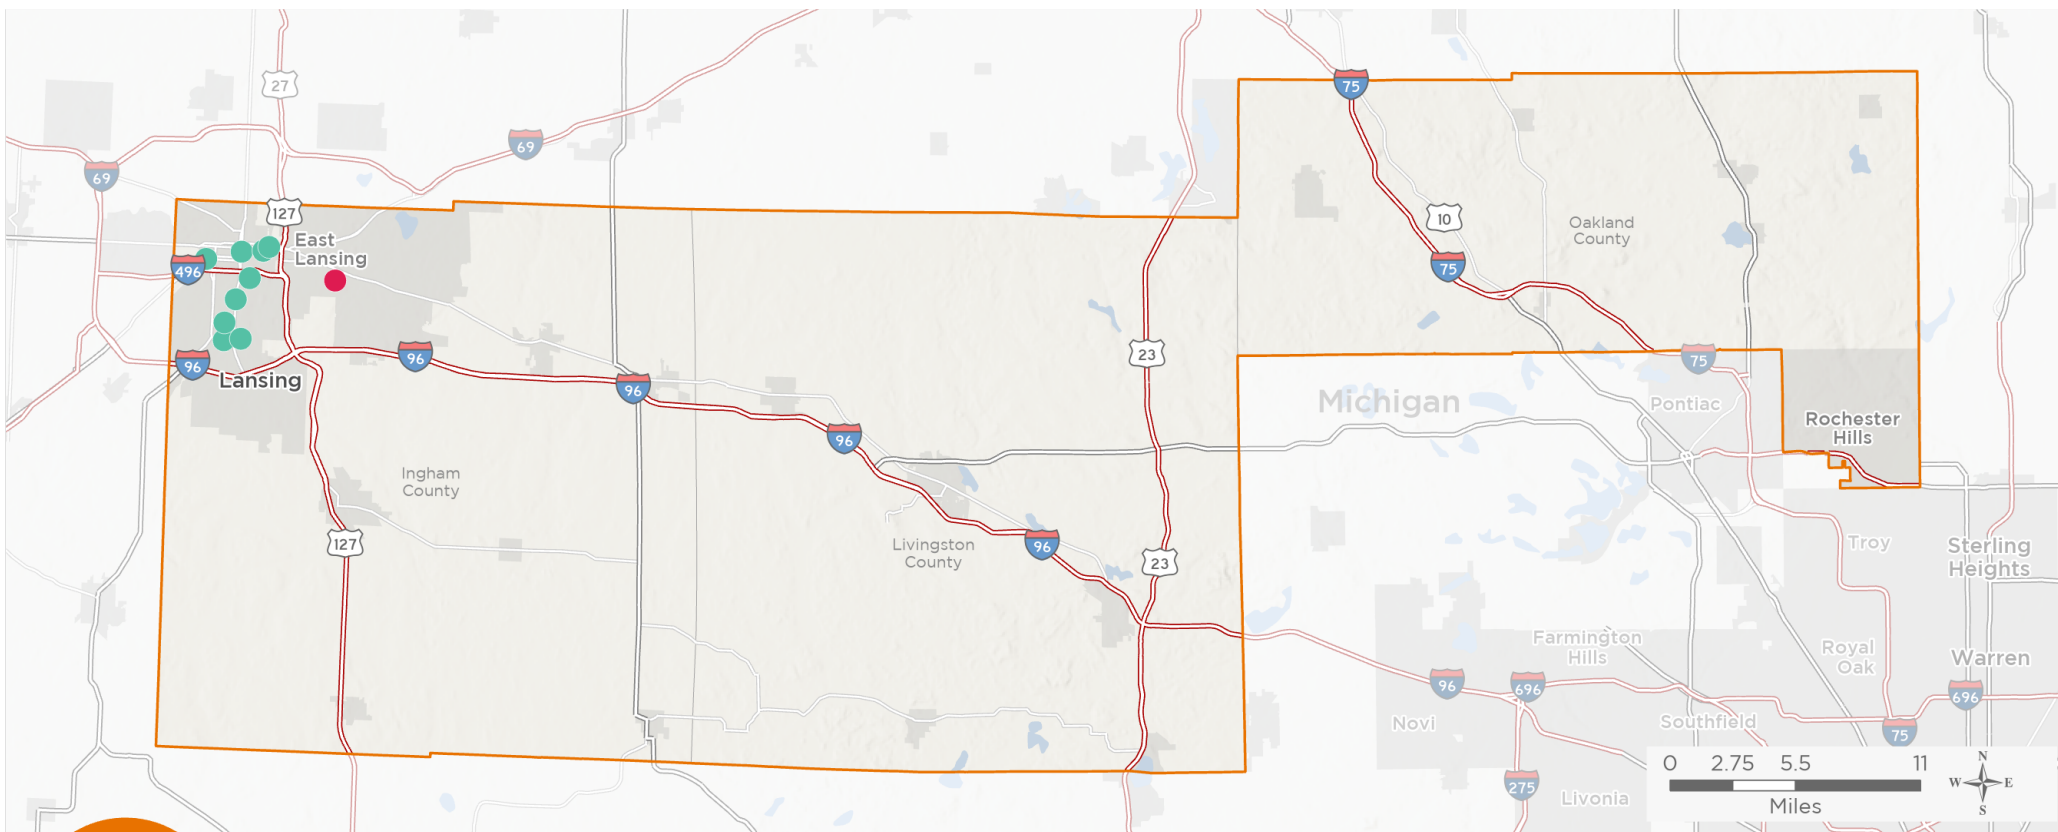 75
27
69
69
127
10
Oakland
County
East
Lansing
496
75
23
96
96
96
75
Lansing
Michigan
Pontiac
Rochester
Hills
96
Ingham
County
127
96
Livingston
County
23
Troy
Sterling
Heights
Farmington
Hills
Royal
Oak
Warren
96
696
696
Novi
Southfield
75
275
Livonia
0 2.75 5.5 11
Miles
N
W E
S